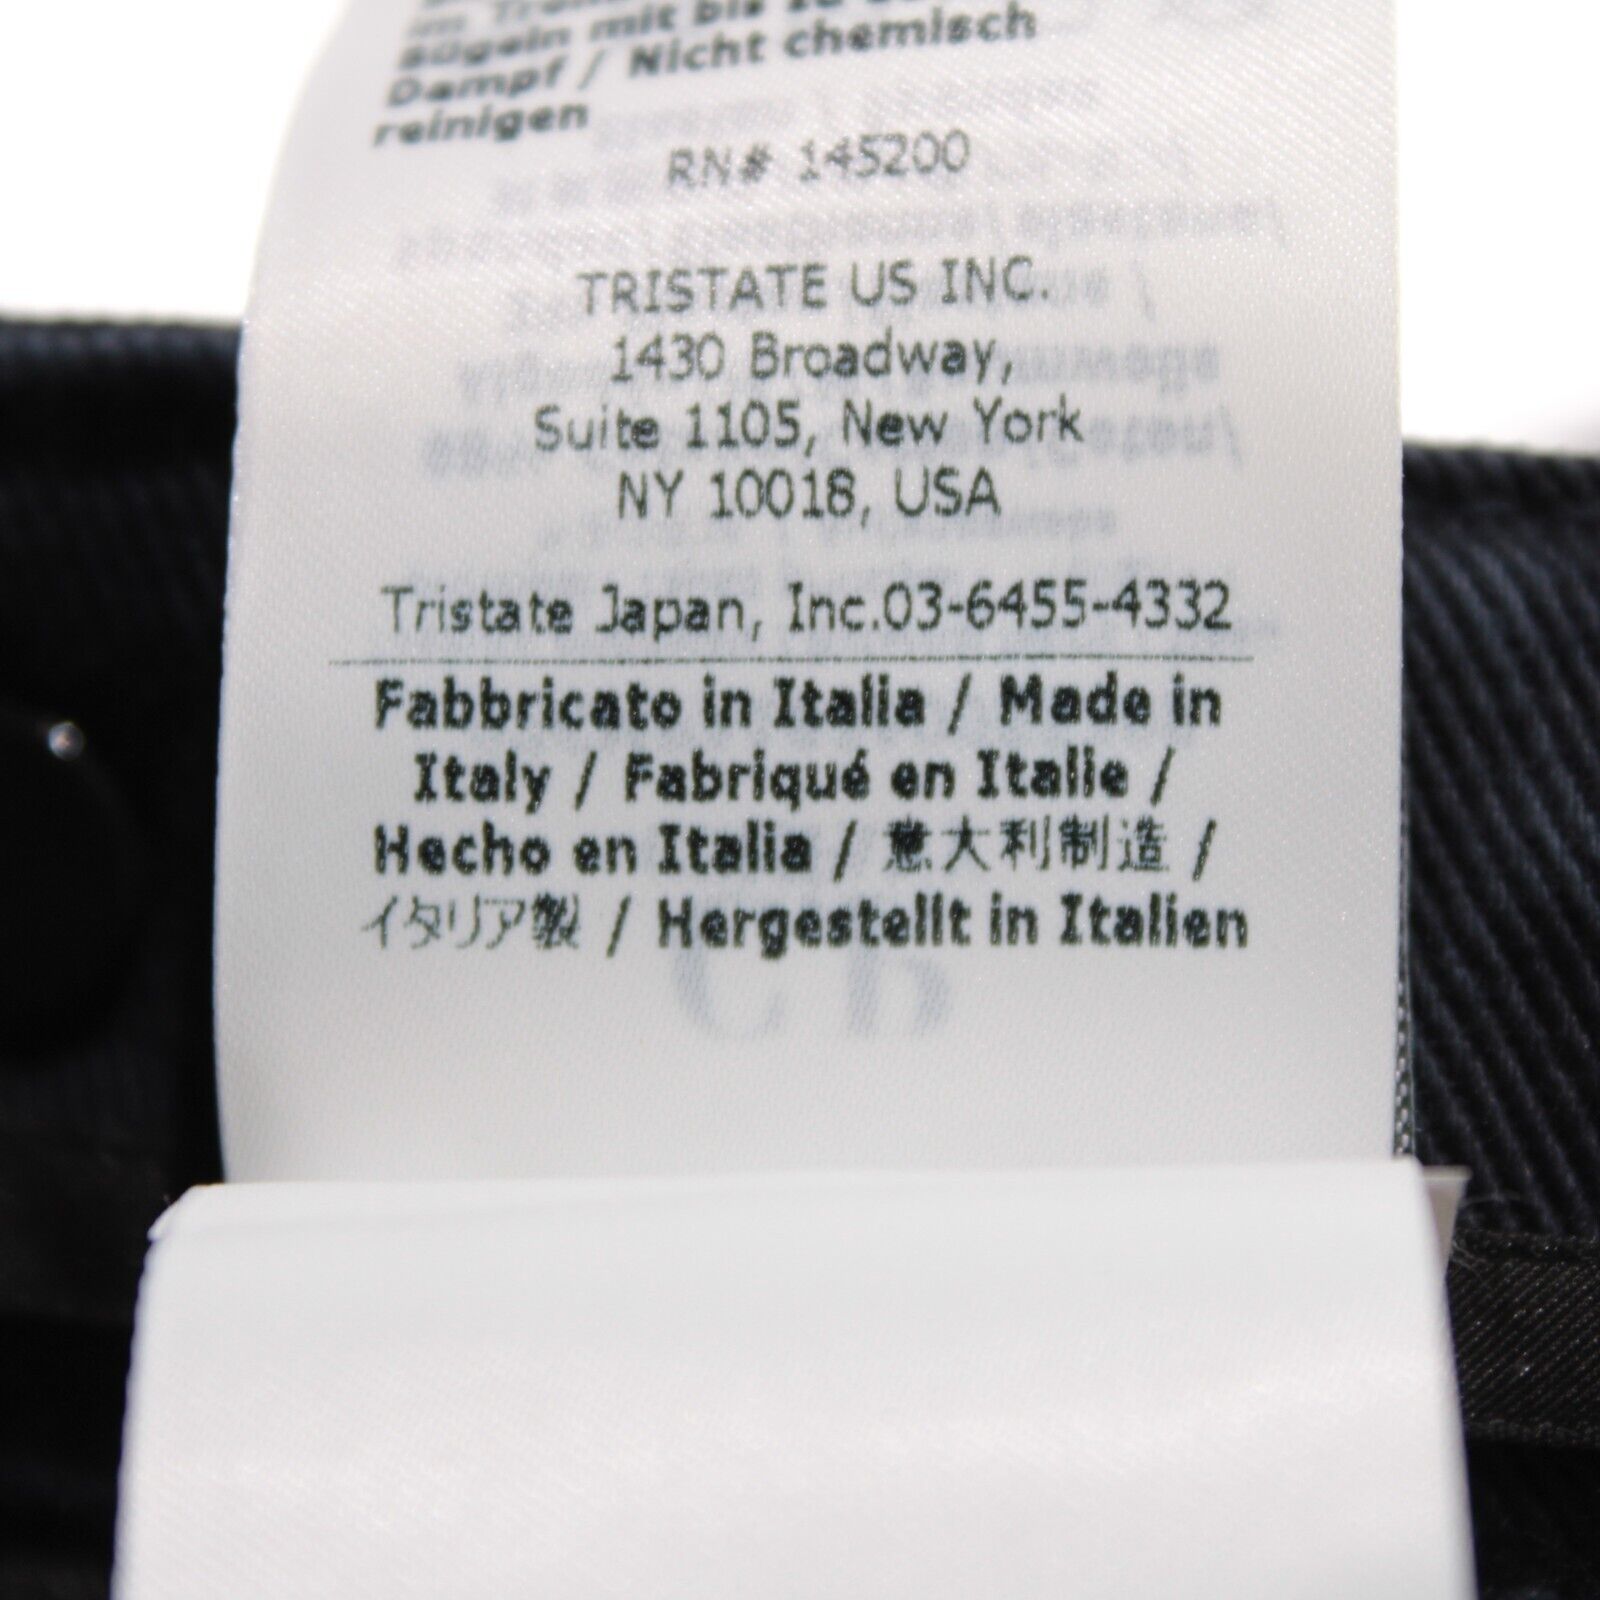 Bügeln mit bis zu
Dampf / Nicht chemisch
reinigen
RN# 145200
TRISTATE US INC.
1430 Broadway,
Suite 1105, New York
NY 10018, USA
Tristate Japan, Inc.03-6455-4332
Fabbricato in Italia / Made in
Italy / Fabriqué en Italie /
Hecho en Italia / 意大利制造 /
イタリア製 / Hergestellt in Italien